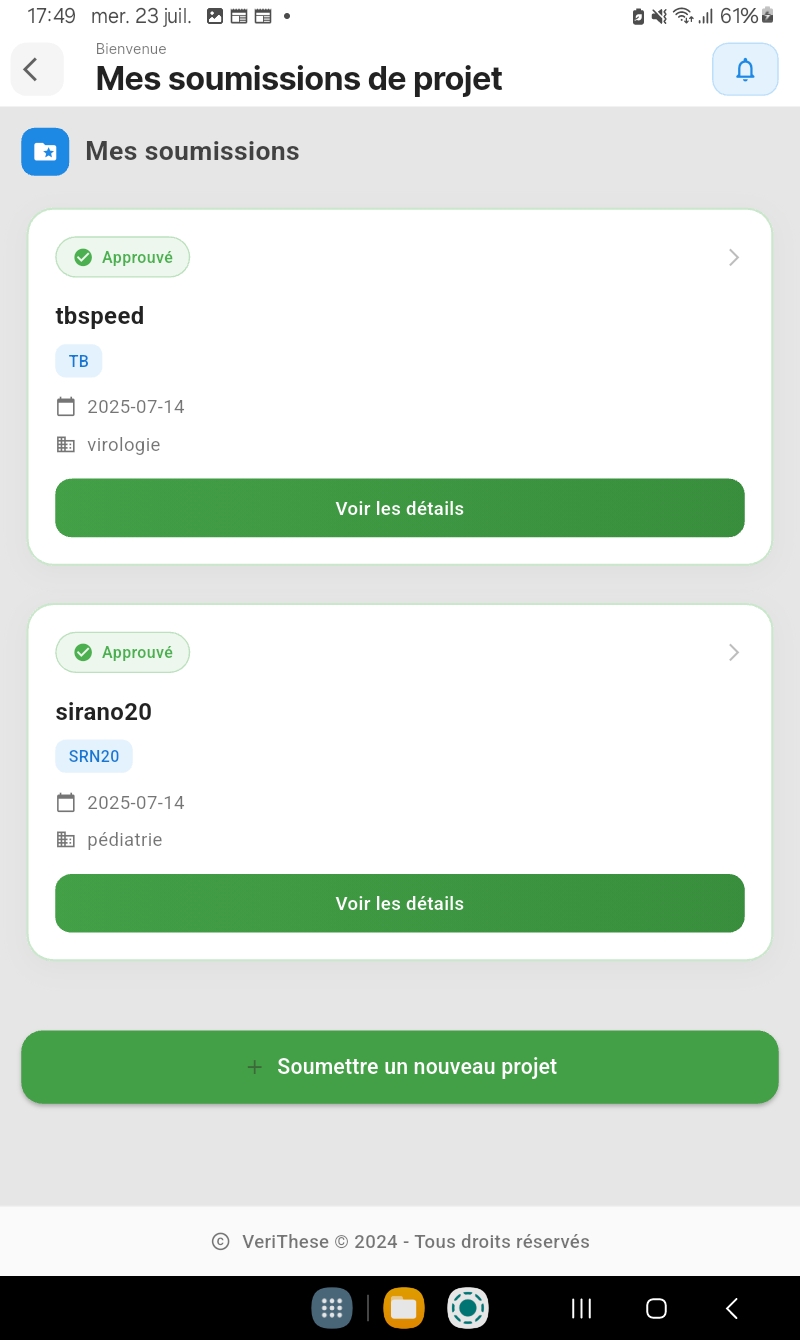 17:49 mer. 23 juil. 61%
Bienvenue
Mes soumissions de projet
Mes soumissions
Approuvé
tbspeed
TB
2025-07-14
virologie
Voir les détails
Approuvé
sirano20
SRN20
2025-07-14
pédiatrie
Voir les détails
+ Soumettre un nouveau projet
© VeriThese © 2024 - Tous droits réservés